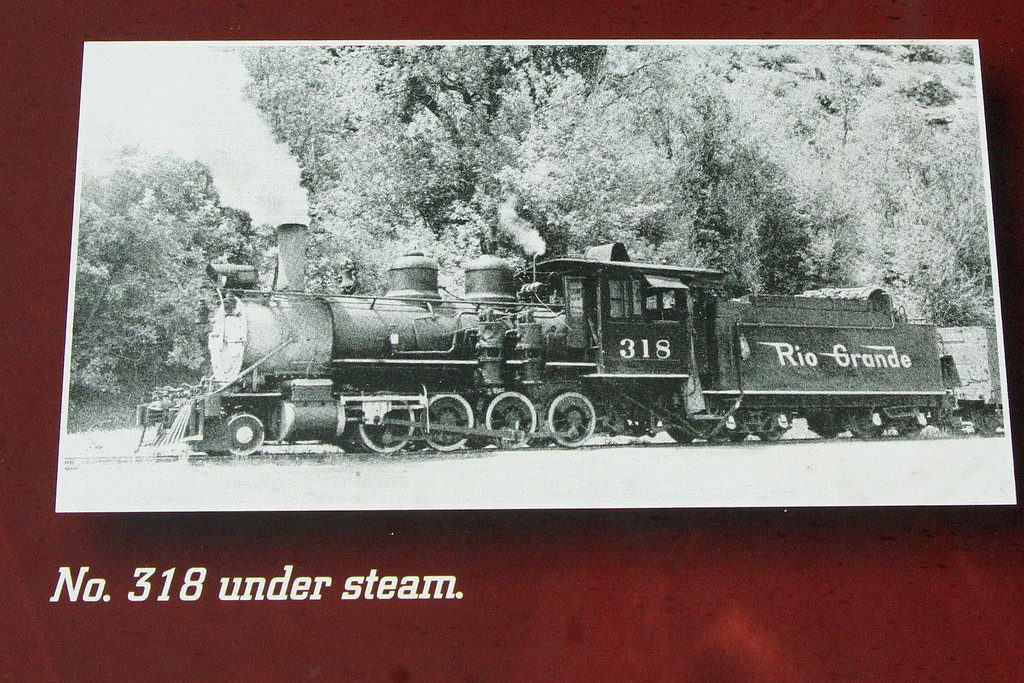 318
Rio Grande
No. 318 under steam.